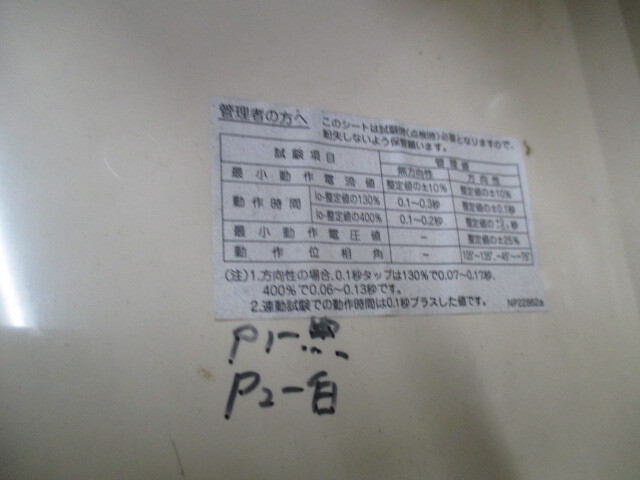 管理者の方へ
このシートは試験時(点検時)必要となりますので、
紛失しないよう保管願います。
試験項目 管理値
無方向性 方向性
最小動作電流値 整定値の±10% 整定値の±10%
動作時間 Io-整定値の130% 0.1〜0.3秒
Io-整定値の400% 0.1〜0.2秒
最小動作電圧値 − 整定値の±25%
動作位相角 −
(注)1.方向性の場合、0.1秒タップは130%で0.07〜0.17秒、
400%で0.06〜0.13秒です。
2.連動試験での動作時間は0.1秒プラスした値です。
P1−黒
P2−白